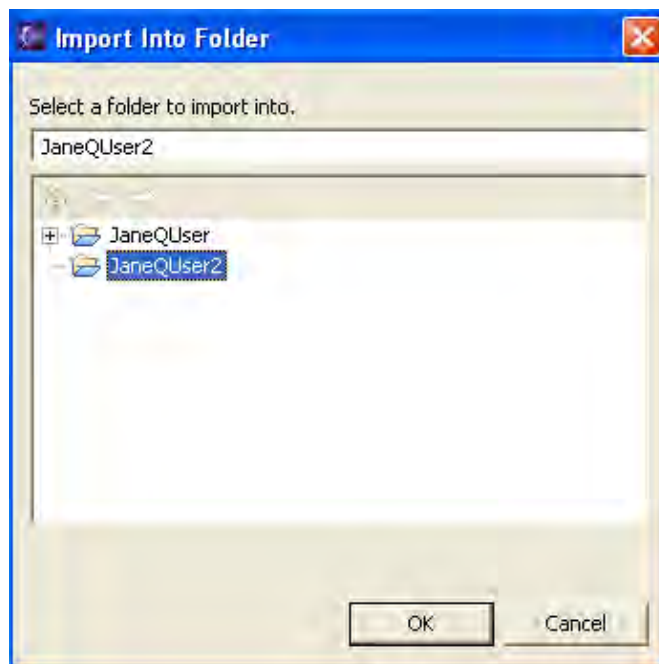 Import Into Folder
Select a folder to import into.
JaneQUser2
JaneQUser
JaneQUser2
OK
Cancel